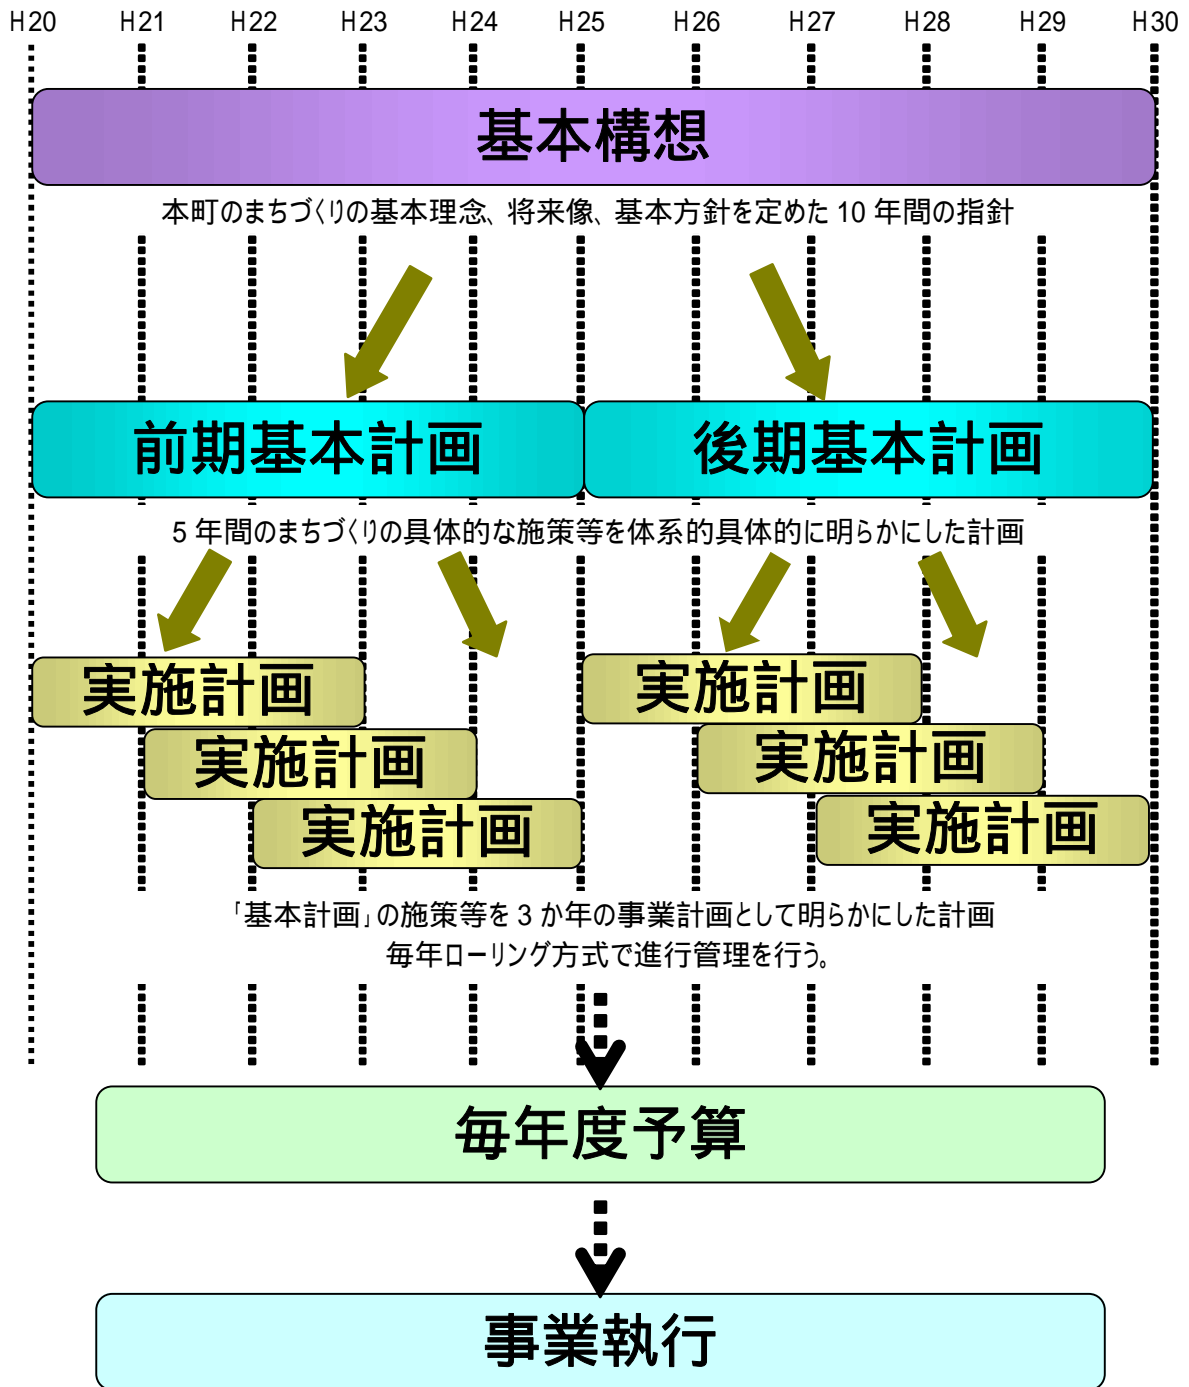 H20 H21 H22 H23 H24 H25 H26 H27 H28 H29 H30
基本構想
本町のまちづくりの基本理念、将来像、基本方針を定めた 10 年間の指針
前期基本計画 後期基本計画
5 年間のまちづくりの具体的な施策等を体系的具体的に明らかにした計画
実施計画 実施計画
実施計画 実施計画
実施計画 実施計画
「基本計画」の施策等を 3 か年の事業計画として明らかにした計画
毎年ローリング方式で進行管理を行う。
毎年度予算
事業執行